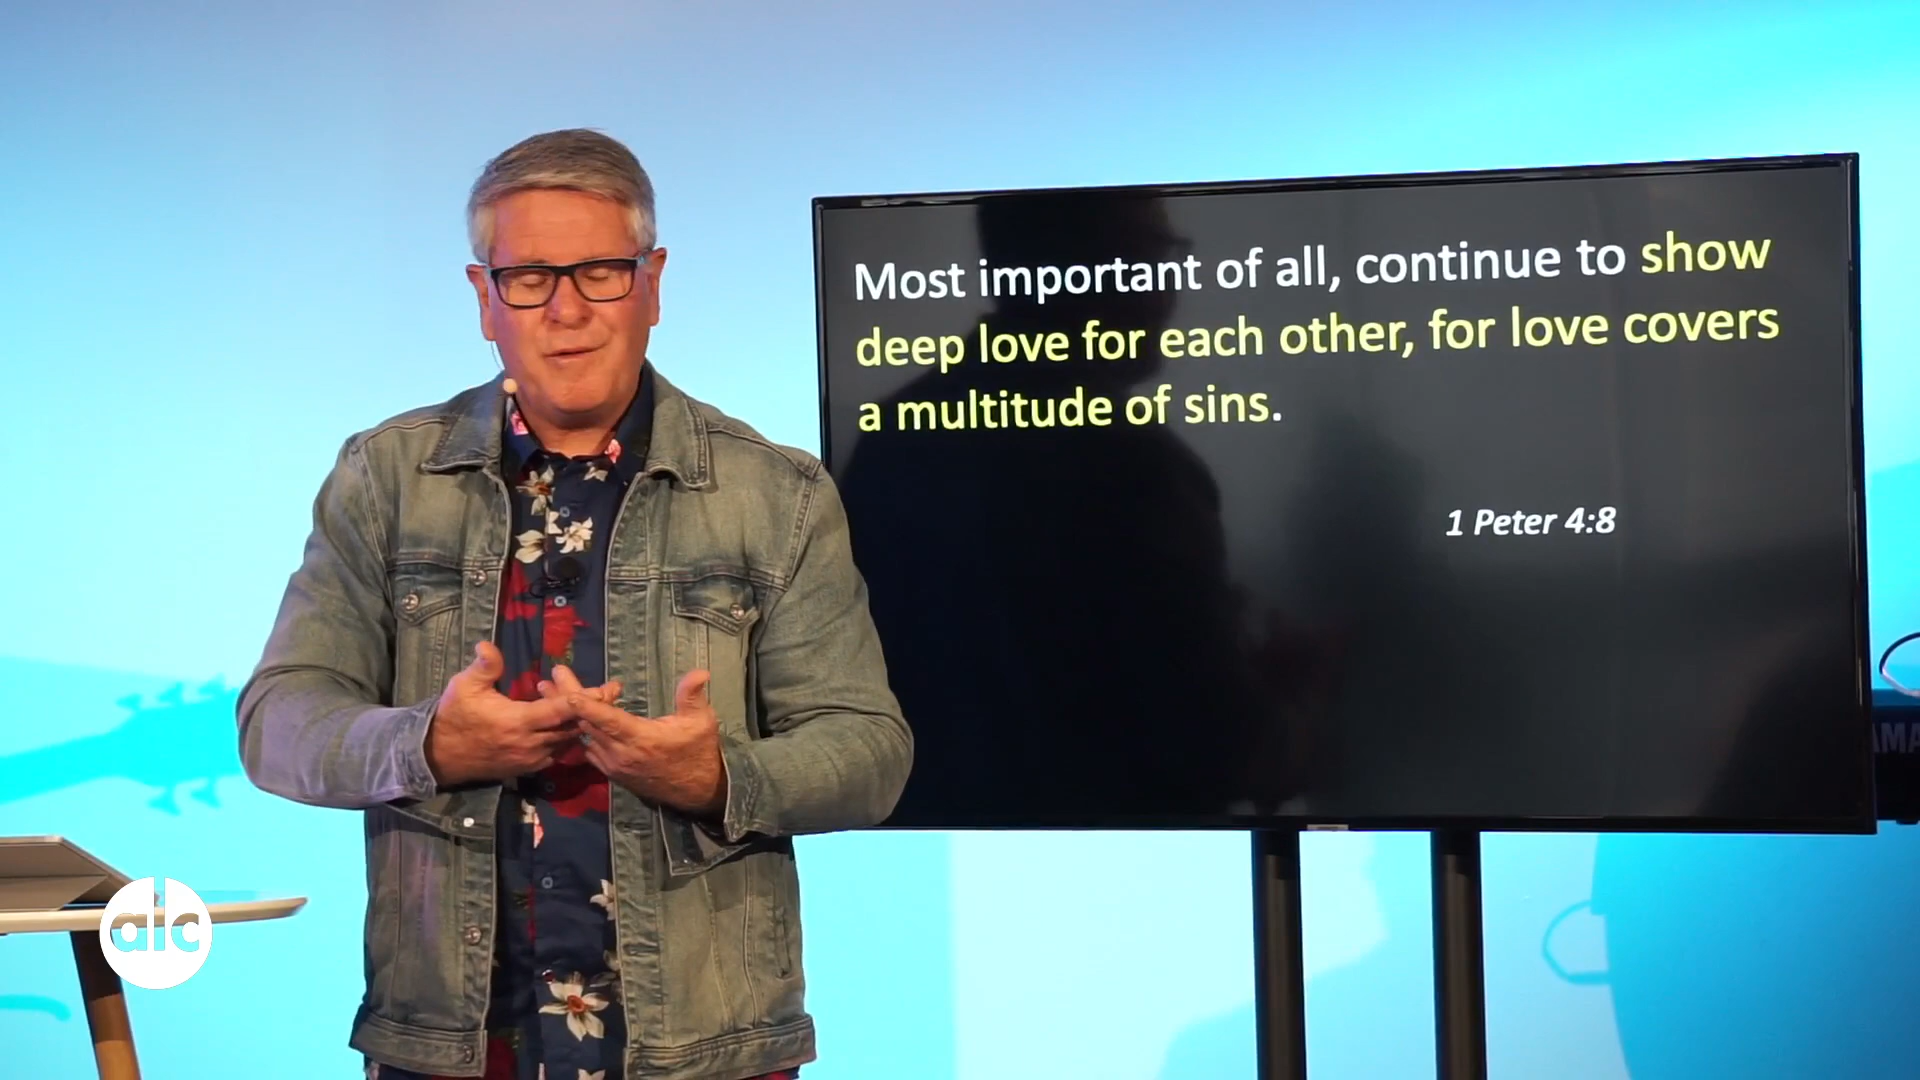 Most important of all, continue to show
deep love for each other, for love covers
a multitude of sins.
1 Peter 4:8
alc